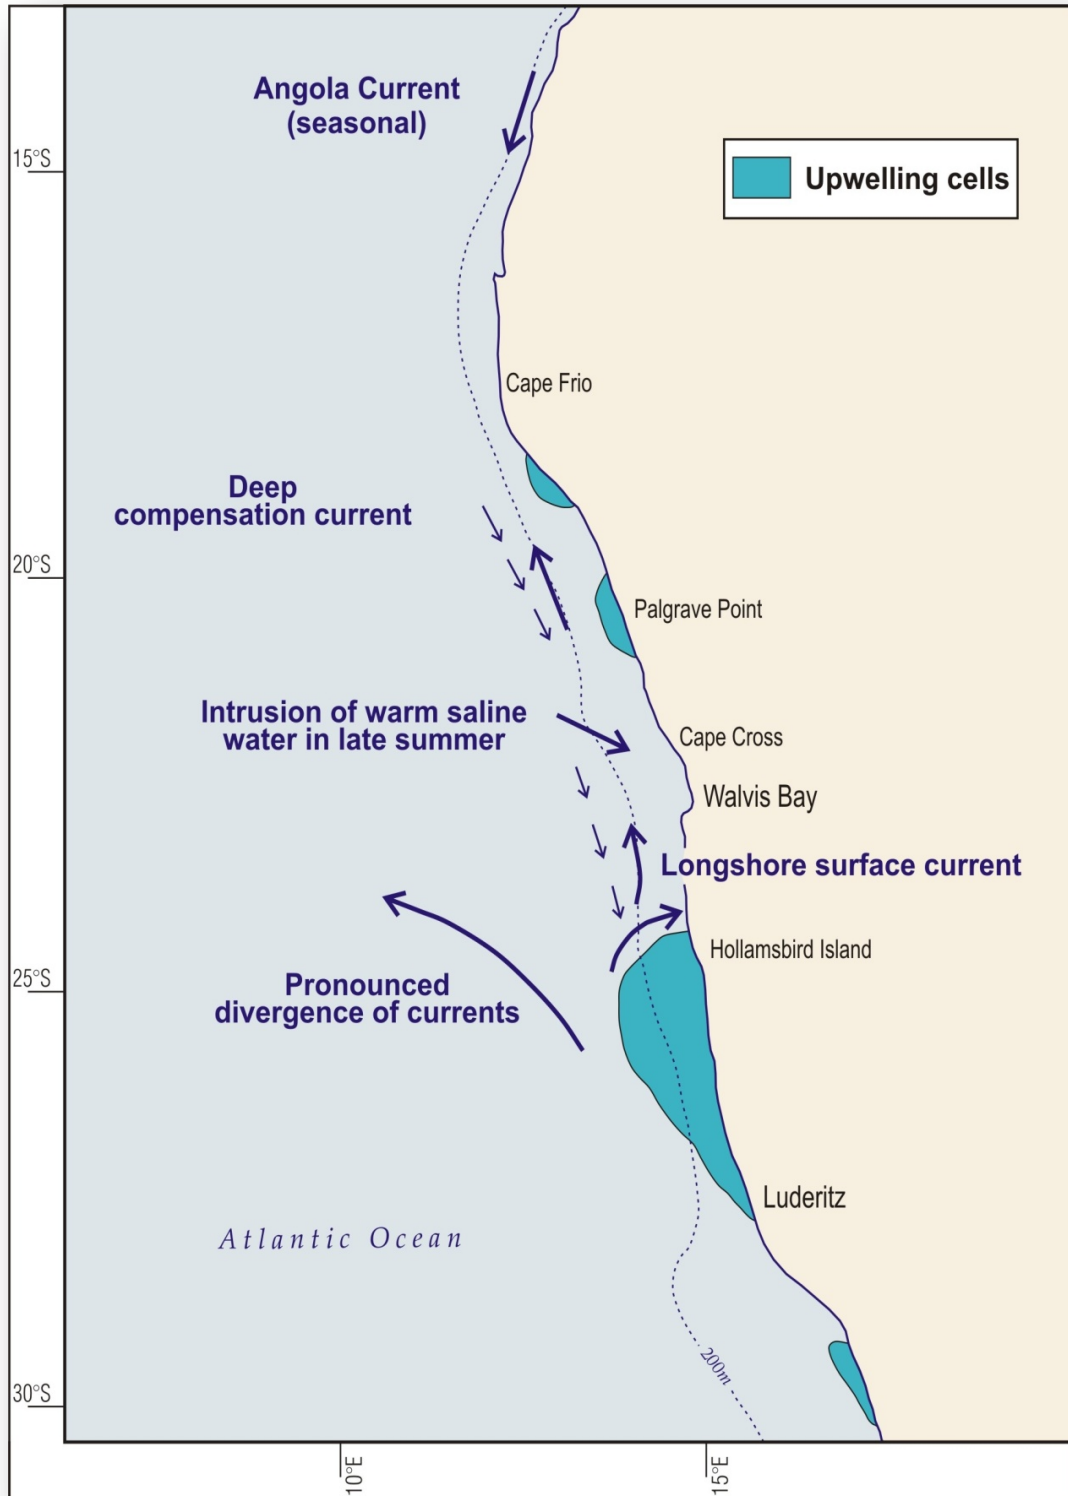 Angola Current
(seasonal)
15°S
Upwelling cells
Cape Frio
Deep
compensation current
20°S
Palgrave Point
Intrusion of warm saline
water in late summer
Cape Cross
Walvis Bay
Longshore surface current
Hollamsbird Island
25°S
Pronounced
divergence of currents
Luderitz
Atlantic Ocean
200m
30°S
10°E
15°E